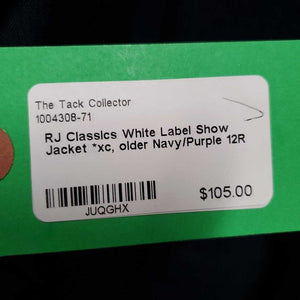 The Tack Collector
1004308-71
RJ Classics White Label Show
Jacket *xc, older Navy/Purple 12R
$105.00
JUQGHX